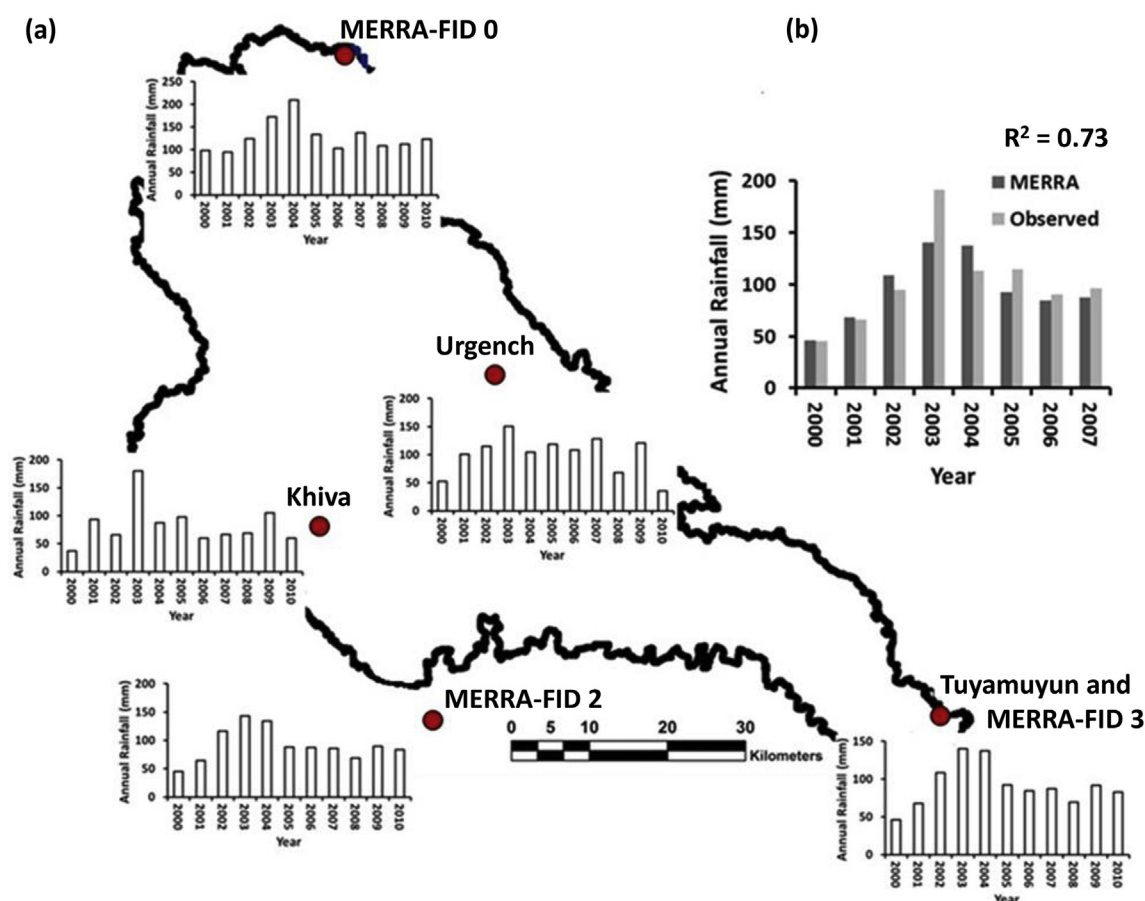 (a)
MERRA-FID 0
(b)
250
200
150
100
50
0
Annual Rainfall (mm)
2000 2001 2002 2003 2004 2005 2006 2007 2008 2009 2010
Year
R² = 0.73
MERRA
Observed
200
150
100
50
0
Annual Rainfall (mm)
2000 2001 2002 2003 2004 2005 2006 2007
Year
Urgench
200
150
100
50
0
Annual Rainfall (mm)
2000 2001 2002 2003 2004 2005 2006 2007 2008 2009 2010
Year
Khiva
200
150
100
50
0
Annual Rainfall (mm)
2000 2001 2002 2003 2004 2005 2006 2007 2008 2009 2010
Year
MERRA-FID 2
200
150
100
50
0
Annual Rainfall (mm)
2000 2001 2002 2003 2004 2005 2006 2007 2008 2009 2010
Year
0 5 10 20 30
Kilometers
Tuyamuyun and
MERRA-FID 3
150
100
50
0
Annual Rainfall (mm)
2000 2001 2002 2003 2004 2005 2006 2007 2008 2009 2010
Year